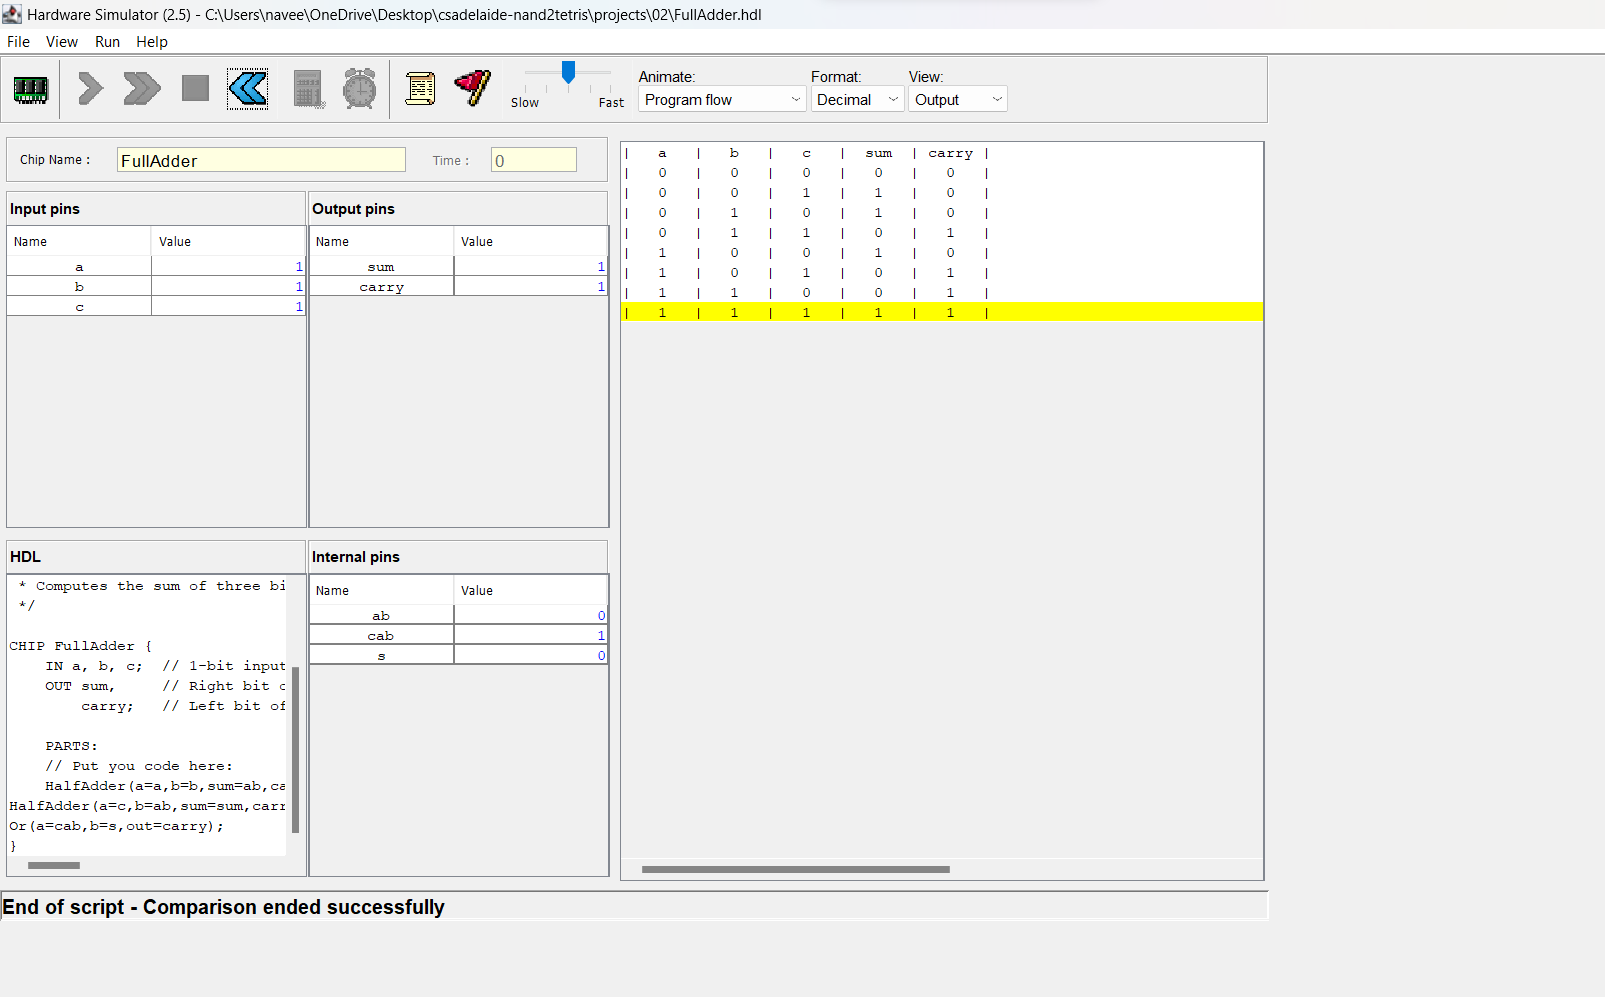 Hardware Simulator (2.5) - C:\Users\navee\OneDrive\Desktop\csadelaide-nand2tetris\projects\02\FullAdder.hdl
File View Run Help
Slow Fast
Animate: Format: View:
Program flow Decimal Output
Chip Name : FullAdder Time : 0
Input pins
Name Value
a 1
b 1
c 1
Output pins
Name Value
sum 1
carry 1
HDL
* Computes the sum of three bi
*/
CHIP FullAdder {
IN a, b, c; // 1-bit input
OUT sum, // Right bit o
carry; // Left bit of
PARTS:
// Put you code here:
HalfAdder(a=a,b=b,sum=ab,ca
HalfAdder(a=c,b=ab,sum=sum,carr
Or(a=cab,b=s,out=carry);
}
Internal pins
Name Value
ab 0
cab 1
s 0
| a | b | c | sum | carry |
| 0 | 0 | 0 | 0 | 0 |
| 0 | 0 | 1 | 1 | 0 |
| 0 | 1 | 0 | 1 | 0 |
| 0 | 1 | 1 | 0 | 1 |
| 1 | 0 | 0 | 1 | 0 |
| 1 | 0 | 1 | 0 | 1 |
| 1 | 1 | 0 | 0 | 1 |
| 1 | 1 | 1 | 1 | 1 |
End of script - Comparison ended successfully